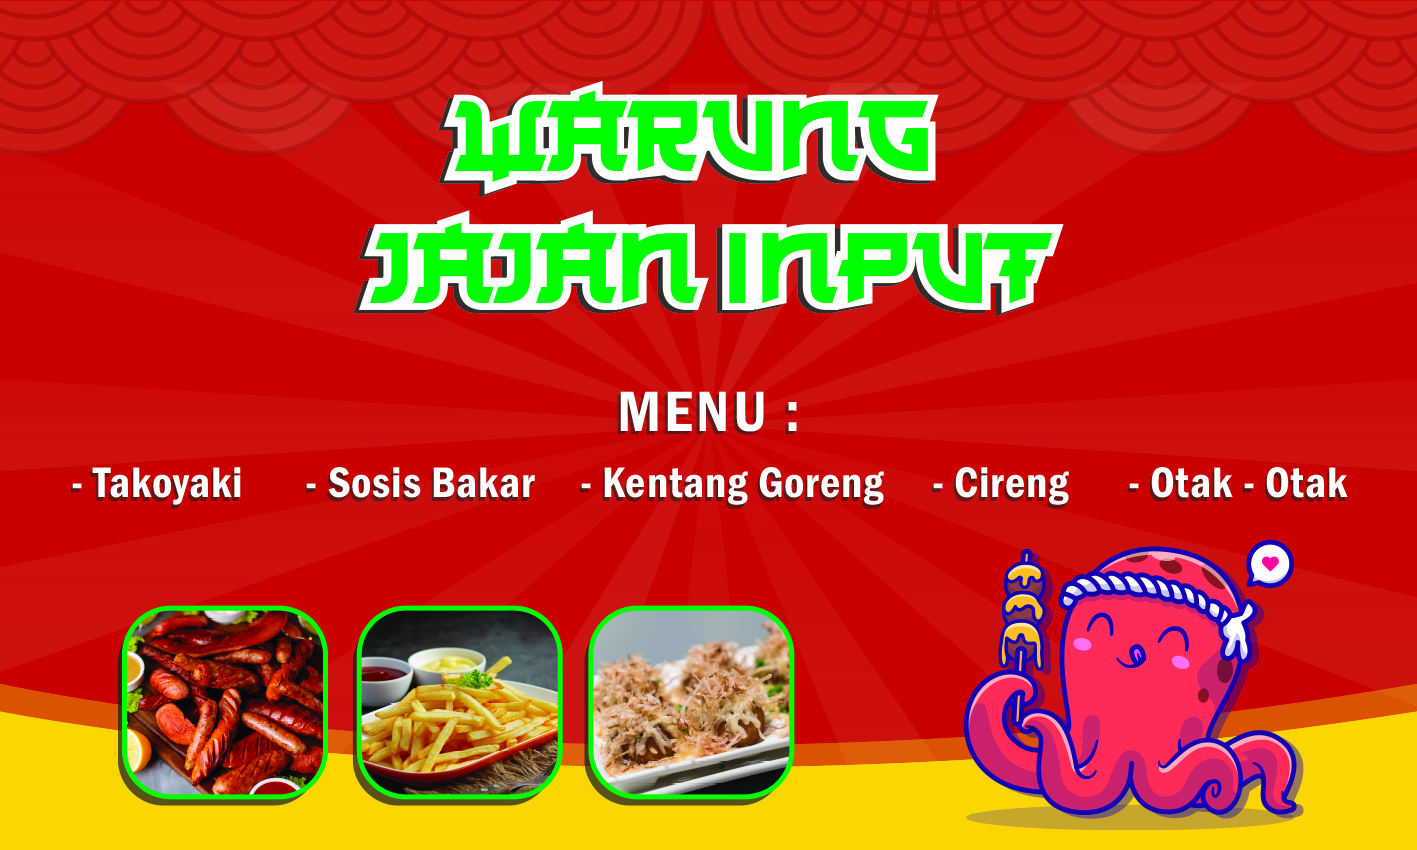 WARUNG
JAJAN INPUT
MENU :
- Takoyaki - Sosis Bakar - Kentang Goreng - Cireng - Otak - Otak